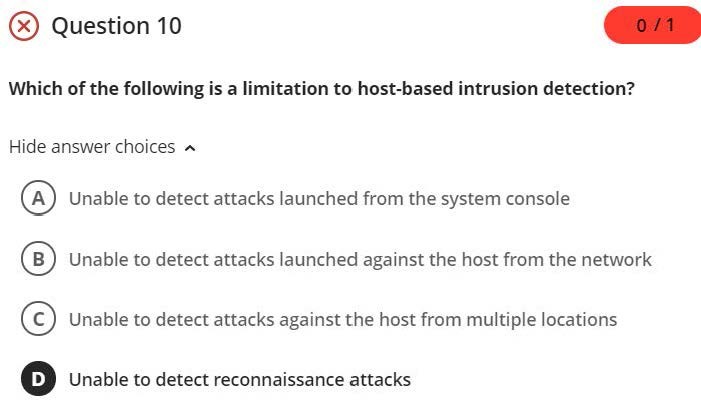 Question 10
0 / 1
Which of the following is a limitation to host-based intrusion detection?
Hide answer choices
A Unable to detect attacks launched from the system console
B Unable to detect attacks launched against the host from the network
C Unable to detect attacks against the host from multiple locations
D Unable to detect reconnaissance attacks